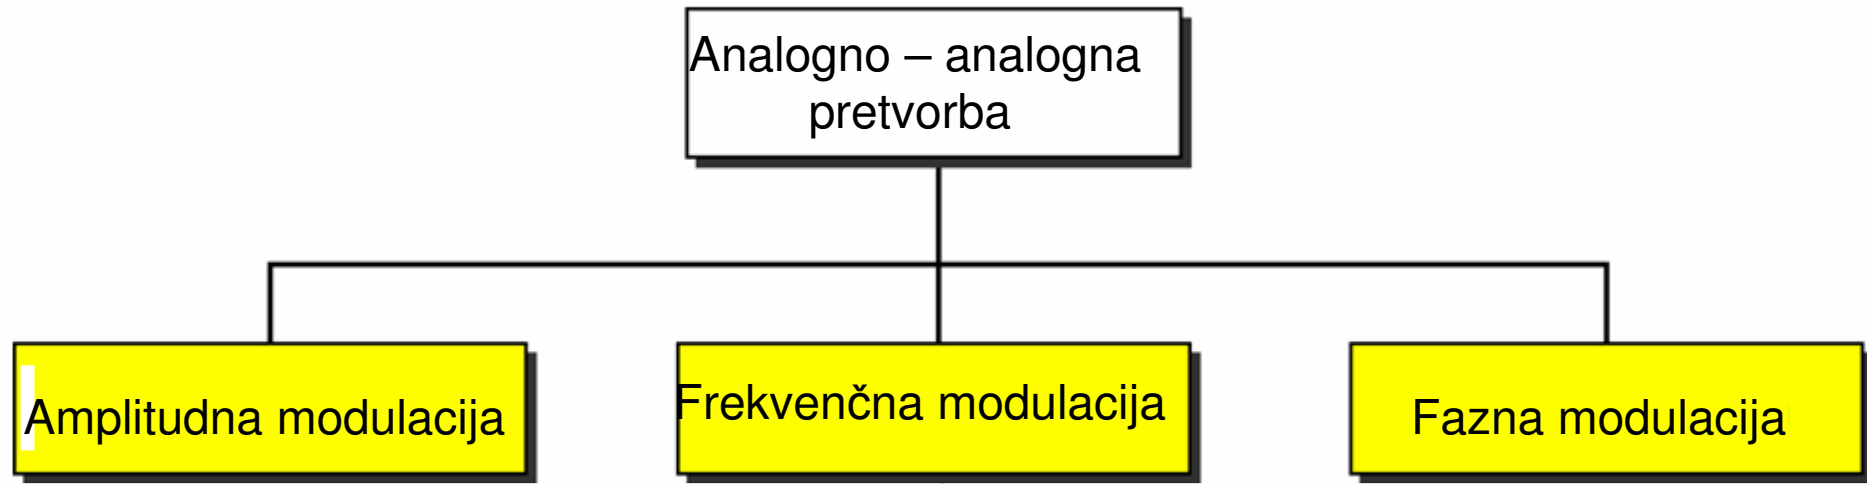 Analogno – analogna
pretvorba
Amplitudna modulacija
Frekvenčna modulacija
Fazna modulacija